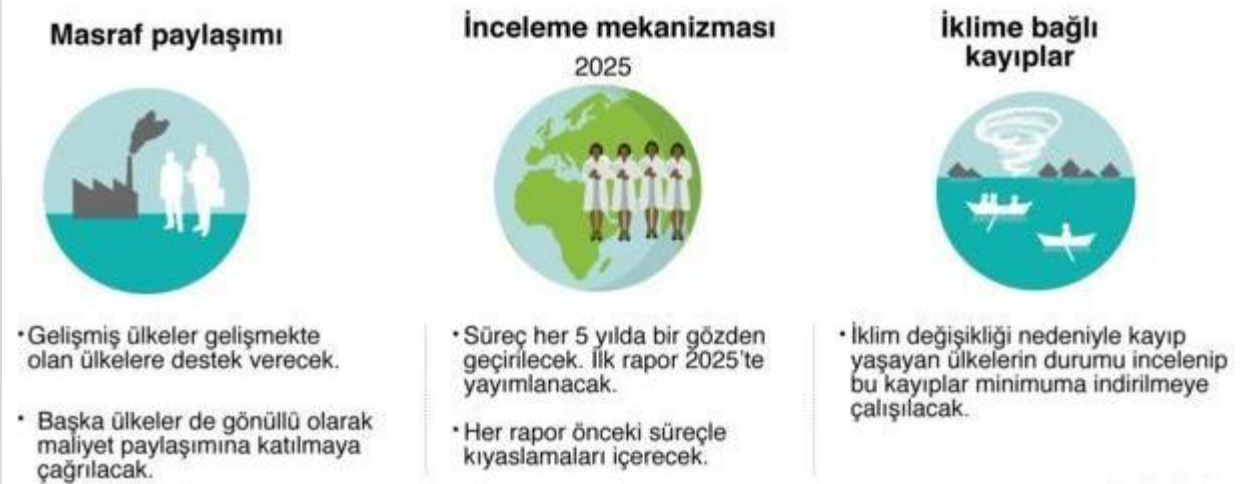 Masraf paylaşımı
• Gelişmiş ülkeler gelişmekte
olan ülkelere destek verecek.
• Başka ülkeler de gönüllü olarak
maliyet paylaşımına katılmaya
çağrılacak.
İnceleme mekanizması
2025
• Süreç her 5 yılda bir gözden
geçirilecek. İlk rapor 2025'te
yayımlanacak.
• Her rapor önceki süreçle
kıyaslamaları içerecek.
İklime bağlı
kayıplar
• İklim değişikliği nedeniyle kayıp
yaşayan ülkelerin durumu incelenip
bu kayıplar minimuma indirilmeye
çalışılacak.